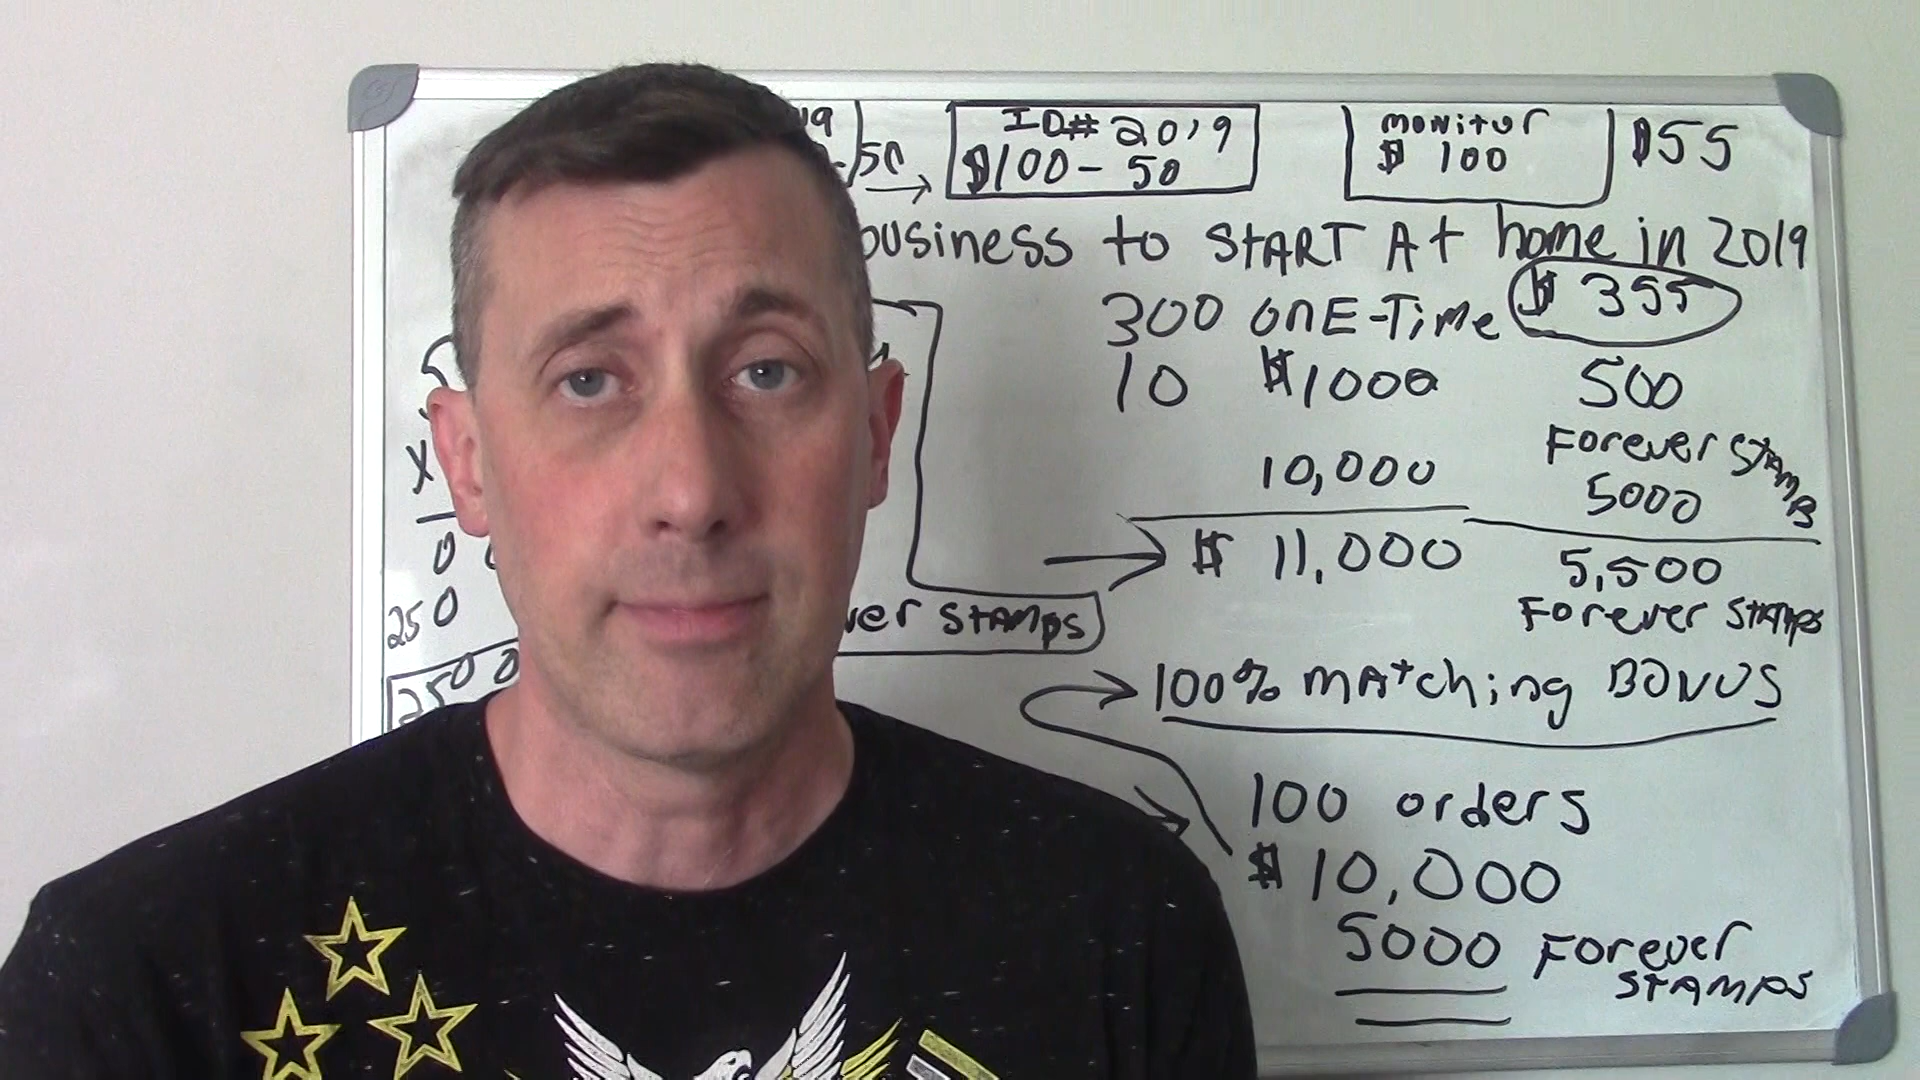 ID# 2019
$100 - 50
monitor
$ 100
$55
business to START At home in 2019
300 ONE-Time $ 355
10 $1000 500
Forever STAMPS
10,000 5000
$ 11,000 5,500
Forever STAMPS
STAMPS
250
100% mAtching BONUS
100 orders
$ 10,000
5000 Forever
STAMPS